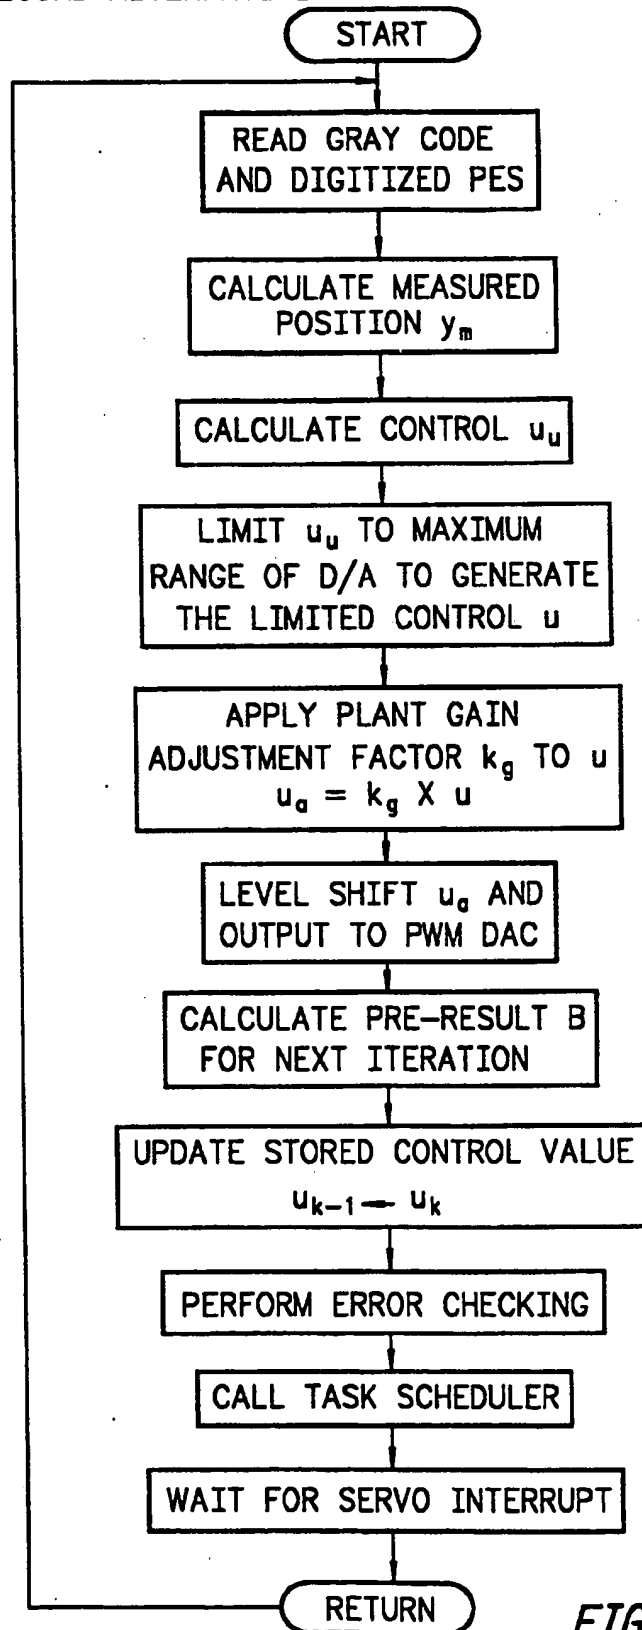 START
READ GRAY CODE
AND DIGITIZED PES
CALCULATE MEASURED
POSITION yₘ
CALCULATE CONTROL uᵤ
LIMIT uᵤ TO MAXIMUM
RANGE OF D/A TO GENERATE
THE LIMITED CONTROL u
APPLY PLANT GAIN
ADJUSTMENT FACTOR k_g TO u
uₐ = k_g X u
LEVEL SHIFT uₐ AND
OUTPUT TO PWM DAC
CALCULATE PRE-RESULT B
FOR NEXT ITERATION
UPDATE STORED CONTROL VALUE
uₖ₋₁ ← uₖ
PERFORM ERROR CHECKING
CALL TASK SCHEDULER
WAIT FOR SERVO INTERRUPT
RETURN
FIG